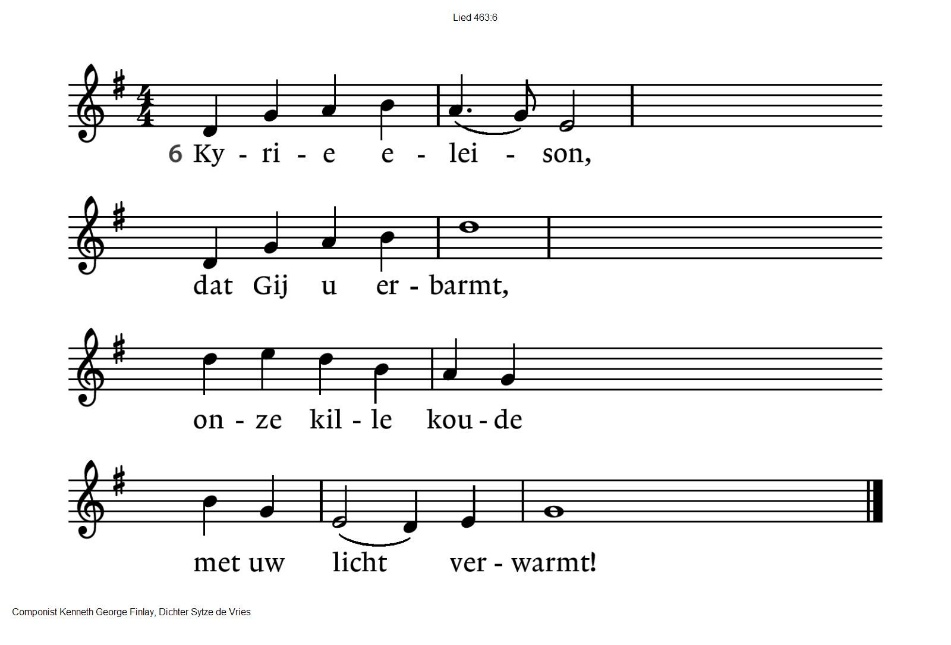 Lied 463:6
6 Ky - ri - e e - lei - son,
dat Gij u er - barmt,
on - ze kil - le kou - de
met uw licht ver - warmt!
Componist Kenneth George Finlay, Dichter Sytze de Vries